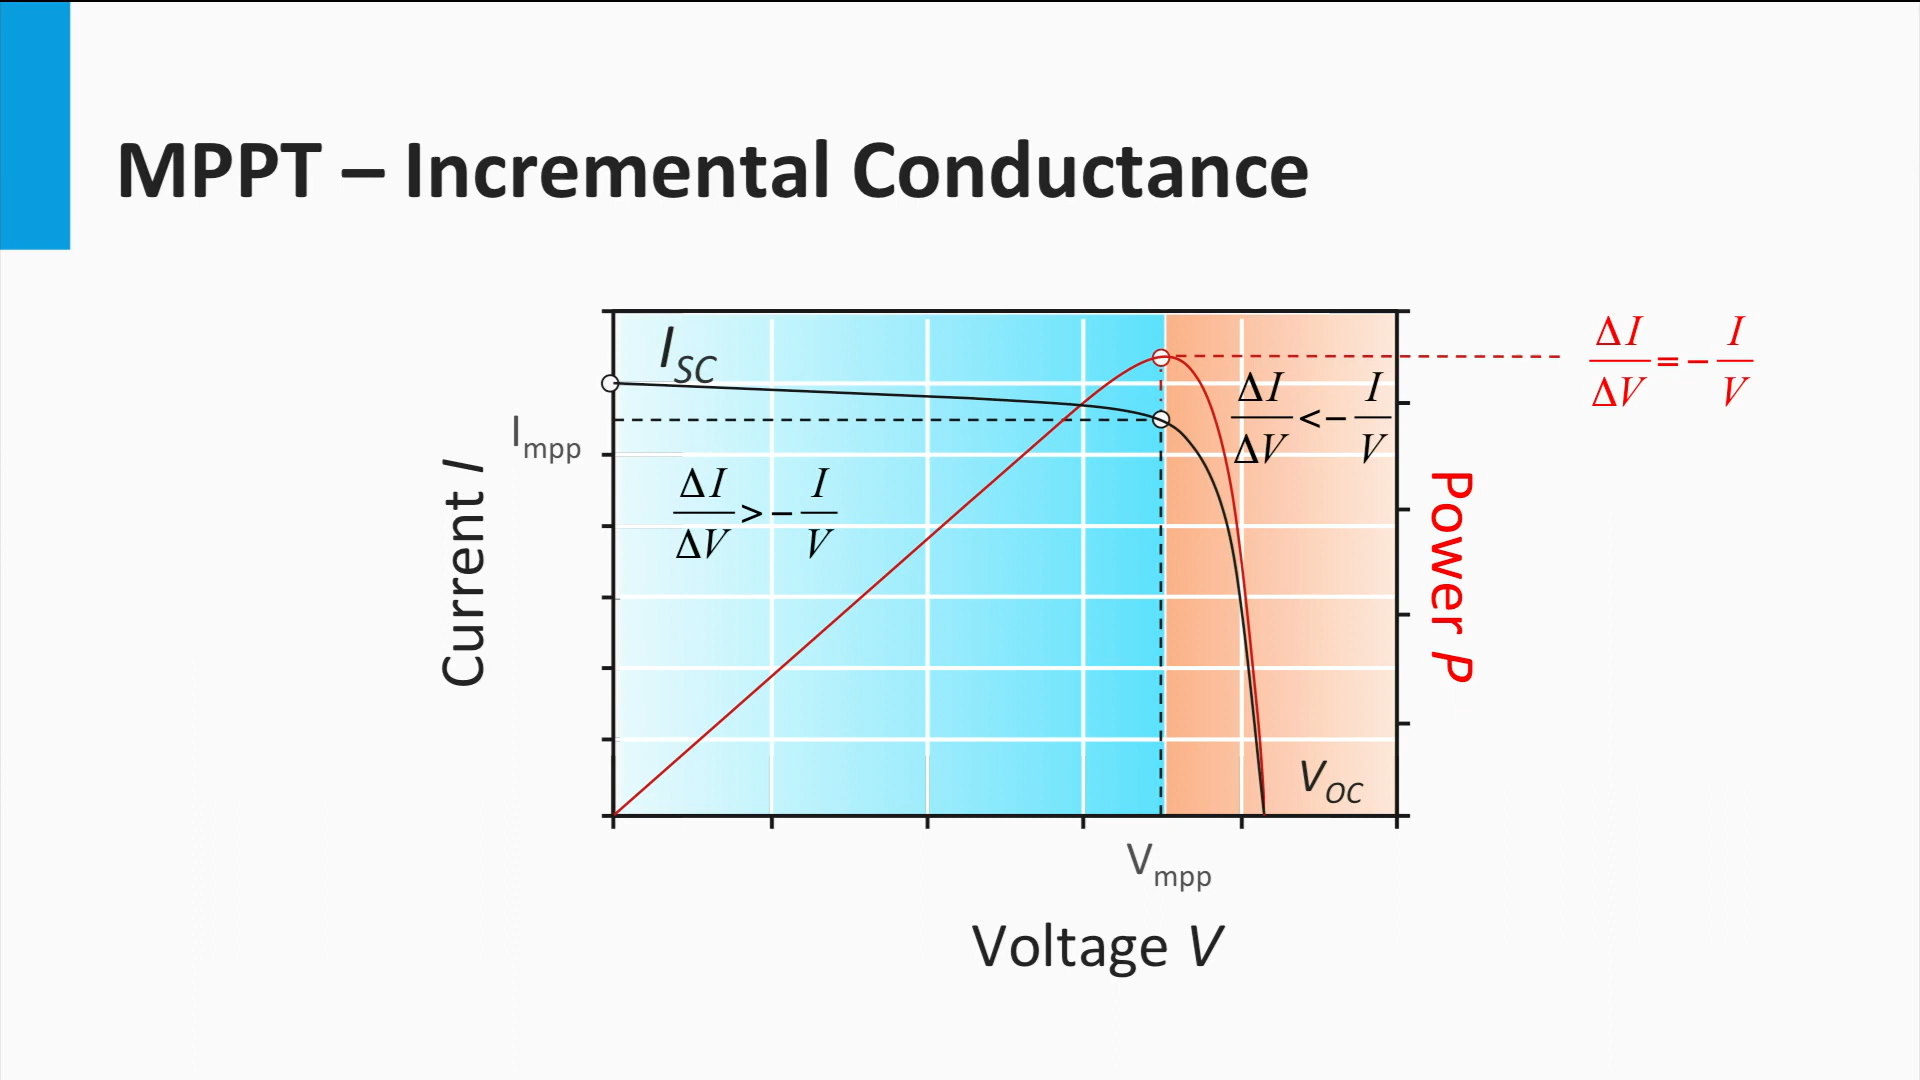 MPPT – Incremental Conductance
I_SC
I_mpp
ΔI/ΔV > − I/V
ΔI/ΔV < − I/V
ΔI/ΔV = − I/V
Current I
Power P
V_OC
V_mpp
Voltage V